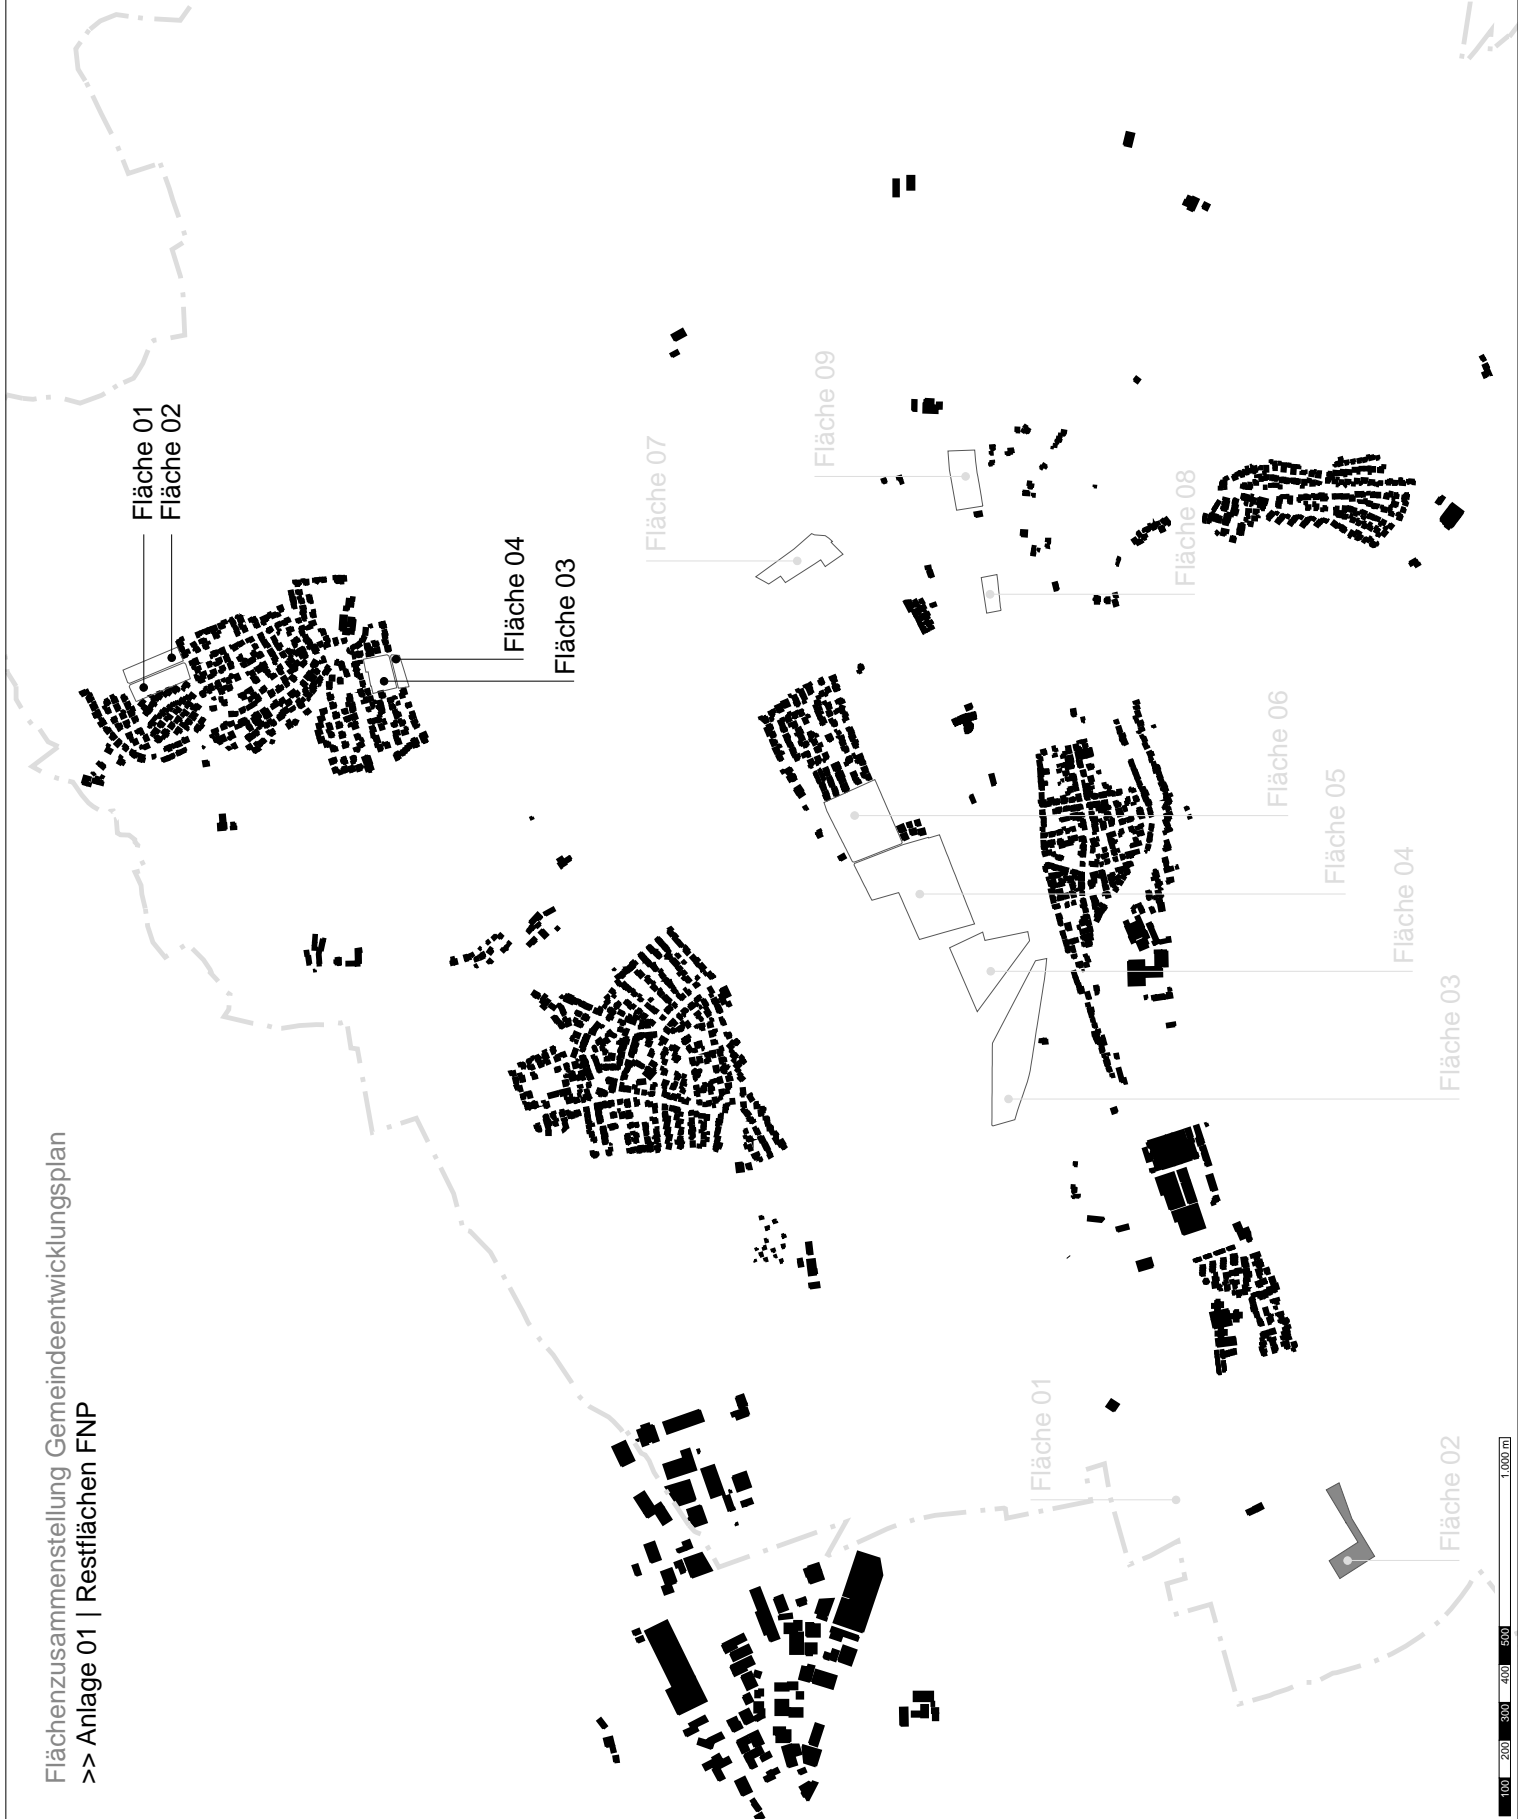 Flächenzusammenstellung Gemeindeentwicklungsplan
>> Anlage 01 | Restflächen FNP
Fläche 01
Fläche 02
Fläche 04
Fläche 03
Fläche 07
Fläche 09
Fläche 08
Fläche 06
Fläche 05
Fläche 04
Fläche 03
Fläche 01
Fläche 02
100 200 300 400 500 1.000 m